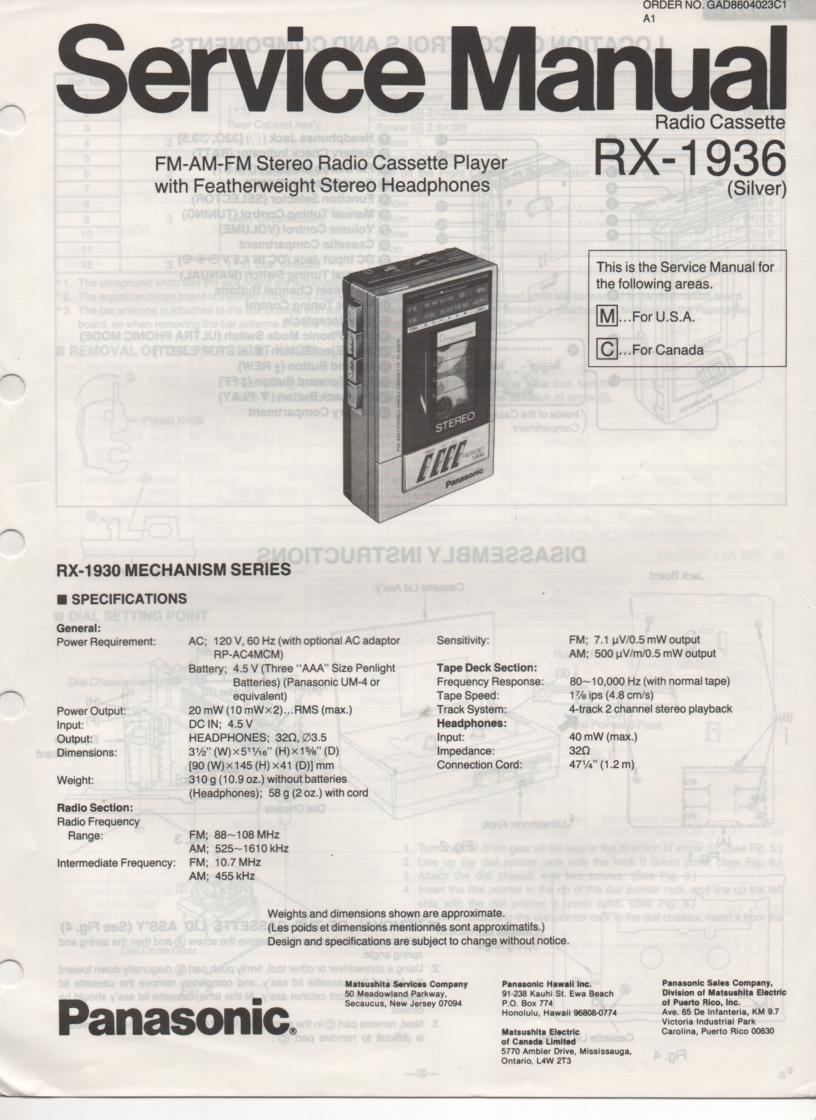 ORDER NO. GAD8604023C1
A1
Service Manual
Radio Cassette
RX-1936
(Silver)
FM-AM-FM Stereo Radio Cassette Player
with Featherweight Stereo Headphones
This is the Service Manual for
the following areas.
M ...For U.S.A.
C ...For Canada
STEREO
Panasonic
RX-1930 MECHANISM SERIES
■ SPECIFICATIONS
General:
Power Requirement: AC; 120 V, 60 Hz (with optional AC adaptor
RP-AC4MCM)
Battery; 4.5 V (Three "AAA" Size Penlight
Batteries) (Panasonic UM-4 or
equivalent)
Power Output: 20 mW (10 mW×2)...RMS (max.)
Input: DC IN; 4.5 V
Output: HEADPHONES; 32Ω, ∅3.5
Dimensions: 3½" (W)×5¹¹⁄₁₆" (H)×1⅝" (D)
[90 (W)×145 (H)×41 (D)] mm
Weight: 310 g (10.9 oz.) without batteries
(Headphones); 58 g (2 oz.) with cord
Radio Section:
Radio Frequency
Range: FM; 88~108 MHz
AM; 525~1610 kHz
Intermediate Frequency: FM; 10.7 MHz
AM; 455 kHz
Sensitivity: FM; 7.1 μV/0.5 mW output
AM; 500 μV/m/0.5 mW output
Tape Deck Section:
Frequency Response: 80~10,000 Hz (with normal tape)
Tape Speed: 1⅞ ips (4.8 cm/s)
Track System: 4-track 2 channel stereo playback
Headphones:
Input: 40 mW (max.)
Impedance: 32Ω
Connection Cord: 47¼" (1.2 m)
Weights and dimensions shown are approximate.
(Les poids et dimensions mentionnés sont approximatifs.)
Design and specifications are subject to change without notice.
Panasonic®
Matsushita Services Company
50 Meadowland Parkway,
Secaucus, New Jersey 07094
Panasonic Hawaii Inc.
91-238 Kauhi St. Ewa Beach
P.O. Box 774
Honolulu, Hawaii 96808-0774
Matsushita Electric
of Canada Limited
5770 Ambler Drive, Mississauga,
Ontario, L4W 2T3
Panasonic Sales Company,
Division of Matsushita Electric
of Puerto Rico, Inc.
Ave. 65 De Infanteria, KM 9.7
Victoria Industrial Park
Carolina, Puerto Rico 00630